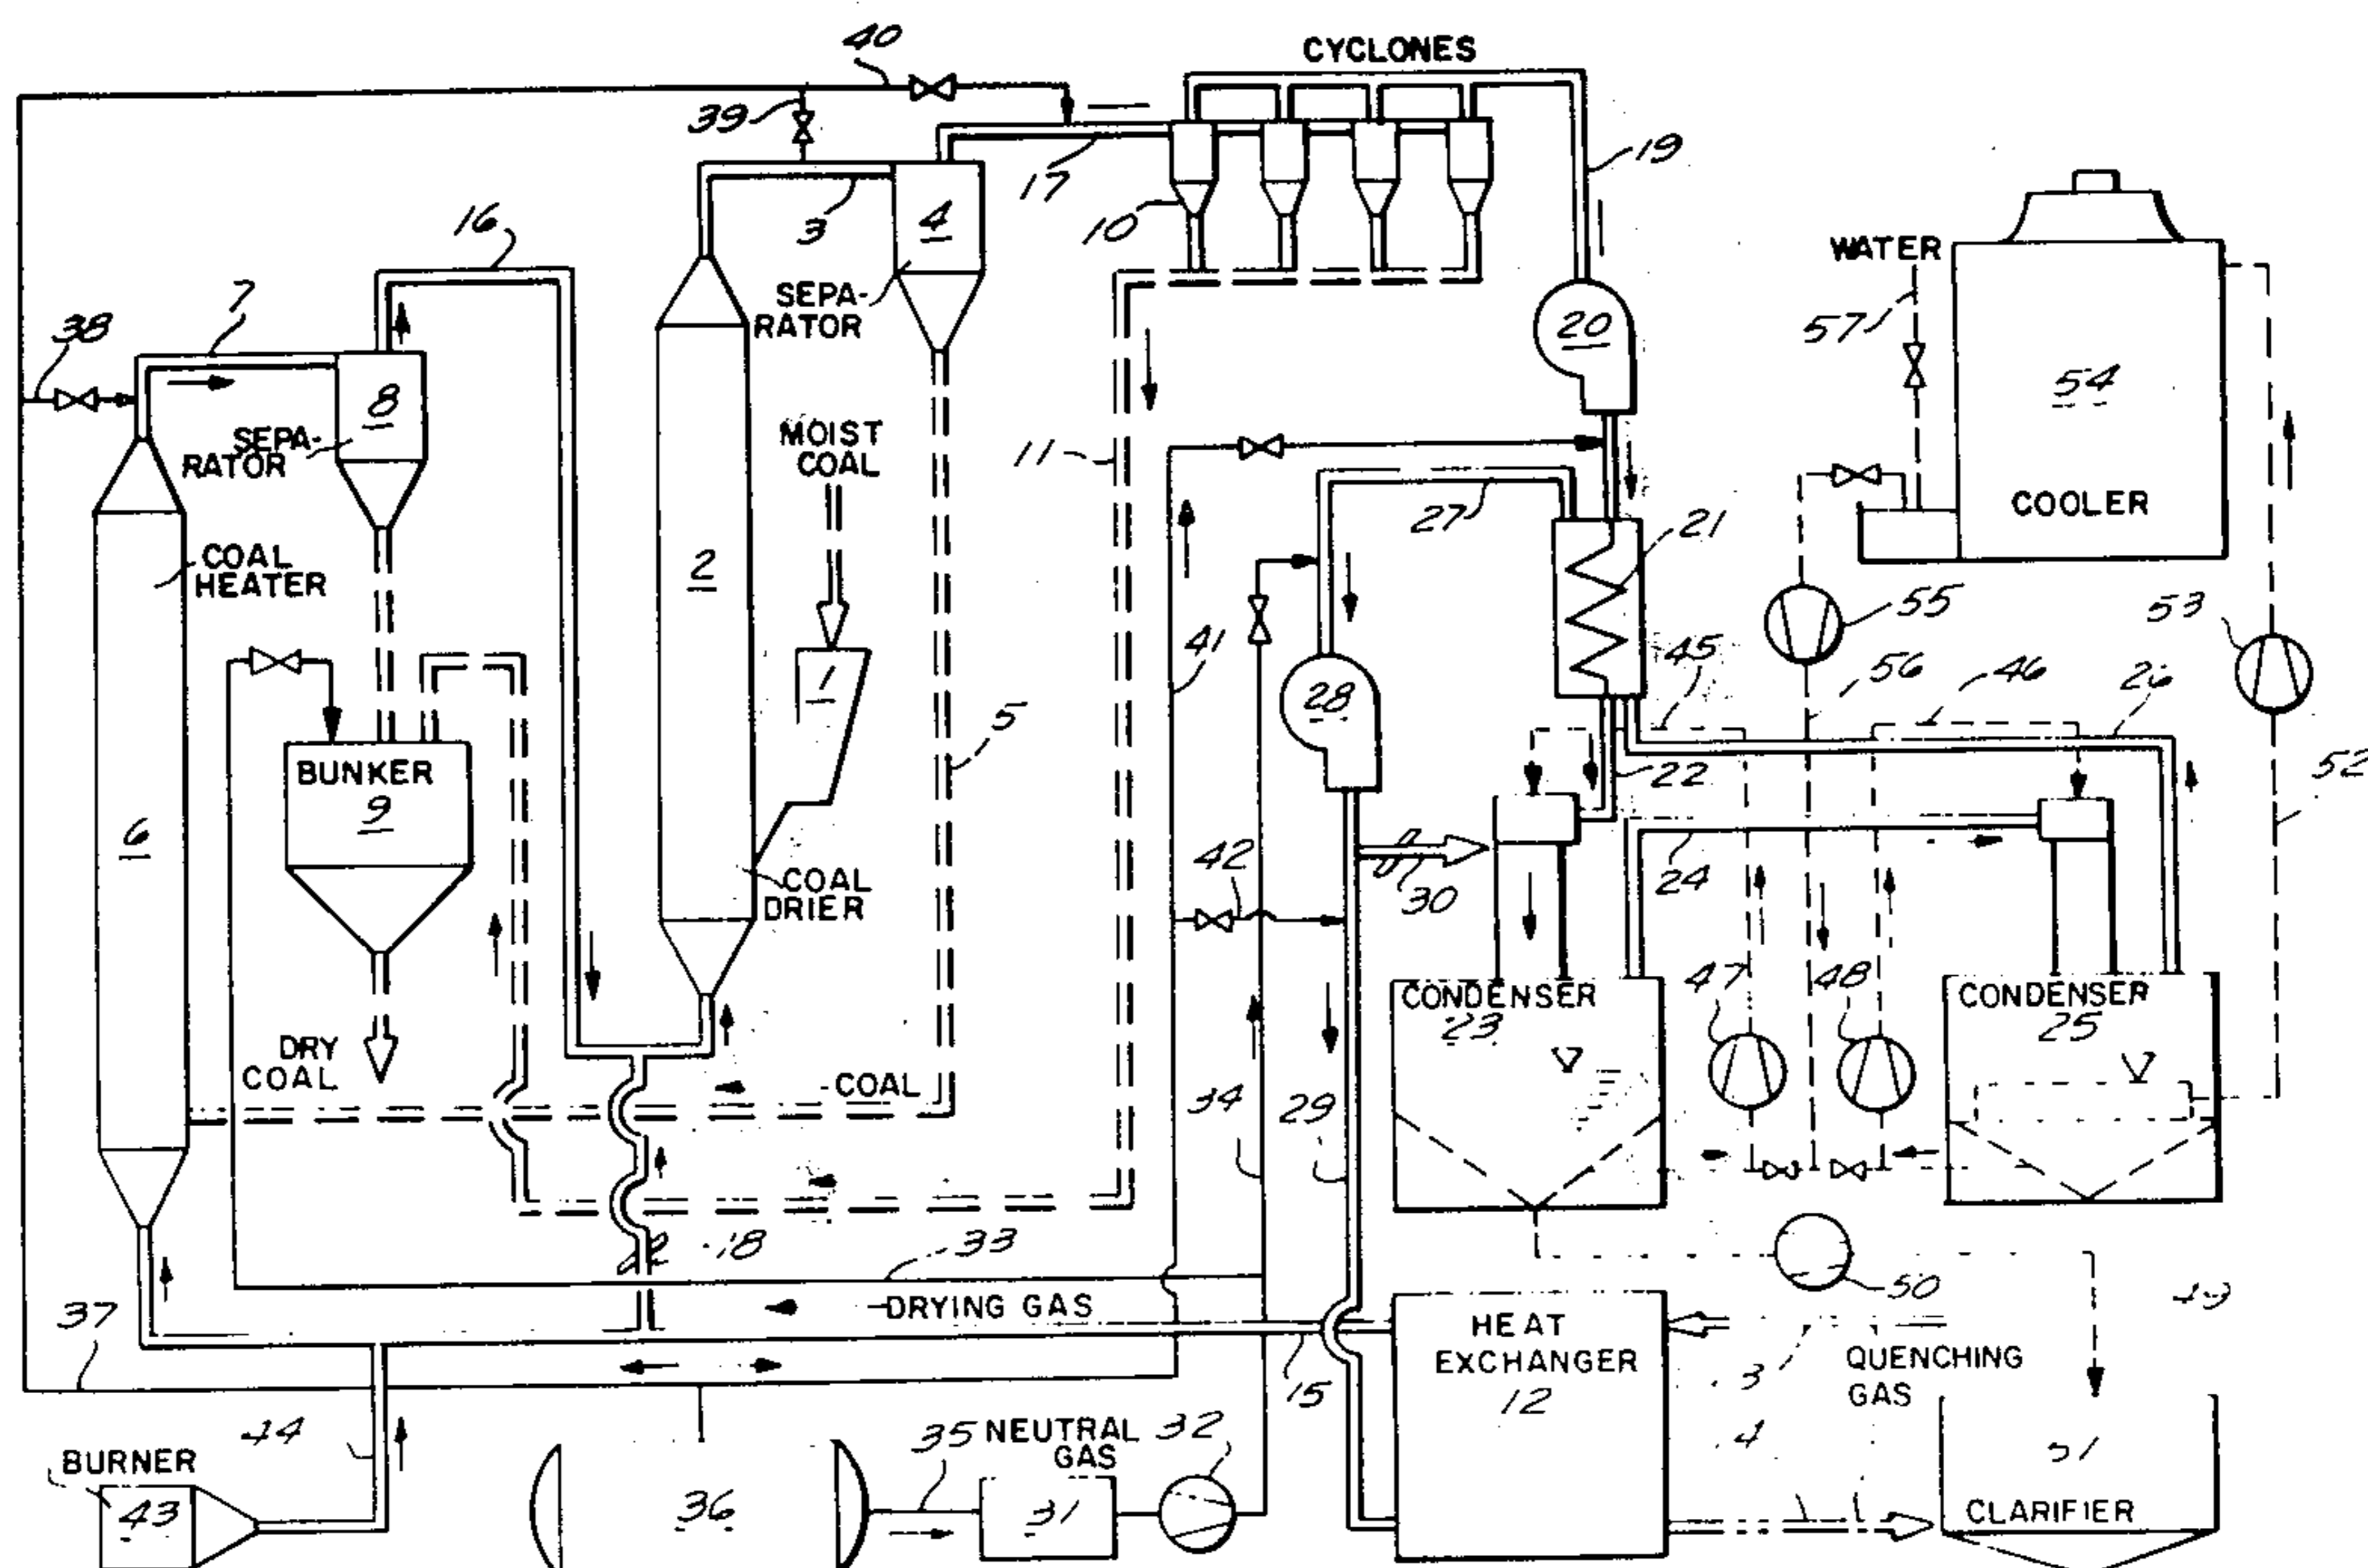 40
CYCLONES
39
19
17
3
4
10
16
WATER
SEPA-
RATOR
7
20
57
38
54
8
MOIST
COAL
SEPA-
RATOR
11
COOLER
27
21
COAL
HEATER
2
55
53
45
41
56
46
26
1
28
5
22
52
BUNKER
9
6
42
24
30
COAL
DRIER
47
48
CONDENSER
23
CONDENSER
25
DRY
COAL
COAL
34
29
18
33
50
DRYING GAS
37
HEAT
EXCHANGER
12
QUENCHING
GAS
15
44
35
NEUTRAL
GAS
32
BURNER
43
36
31
CLARIFIER